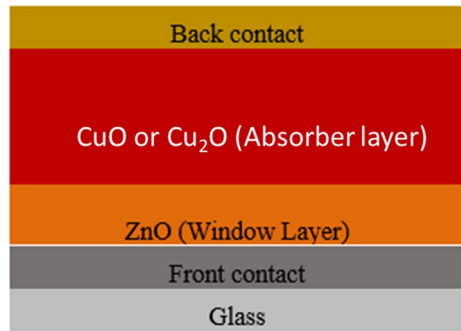 Back contact
CuO or Cu₂O (Absorber layer)
ZnO (Window Layer)
Front contact
Glass